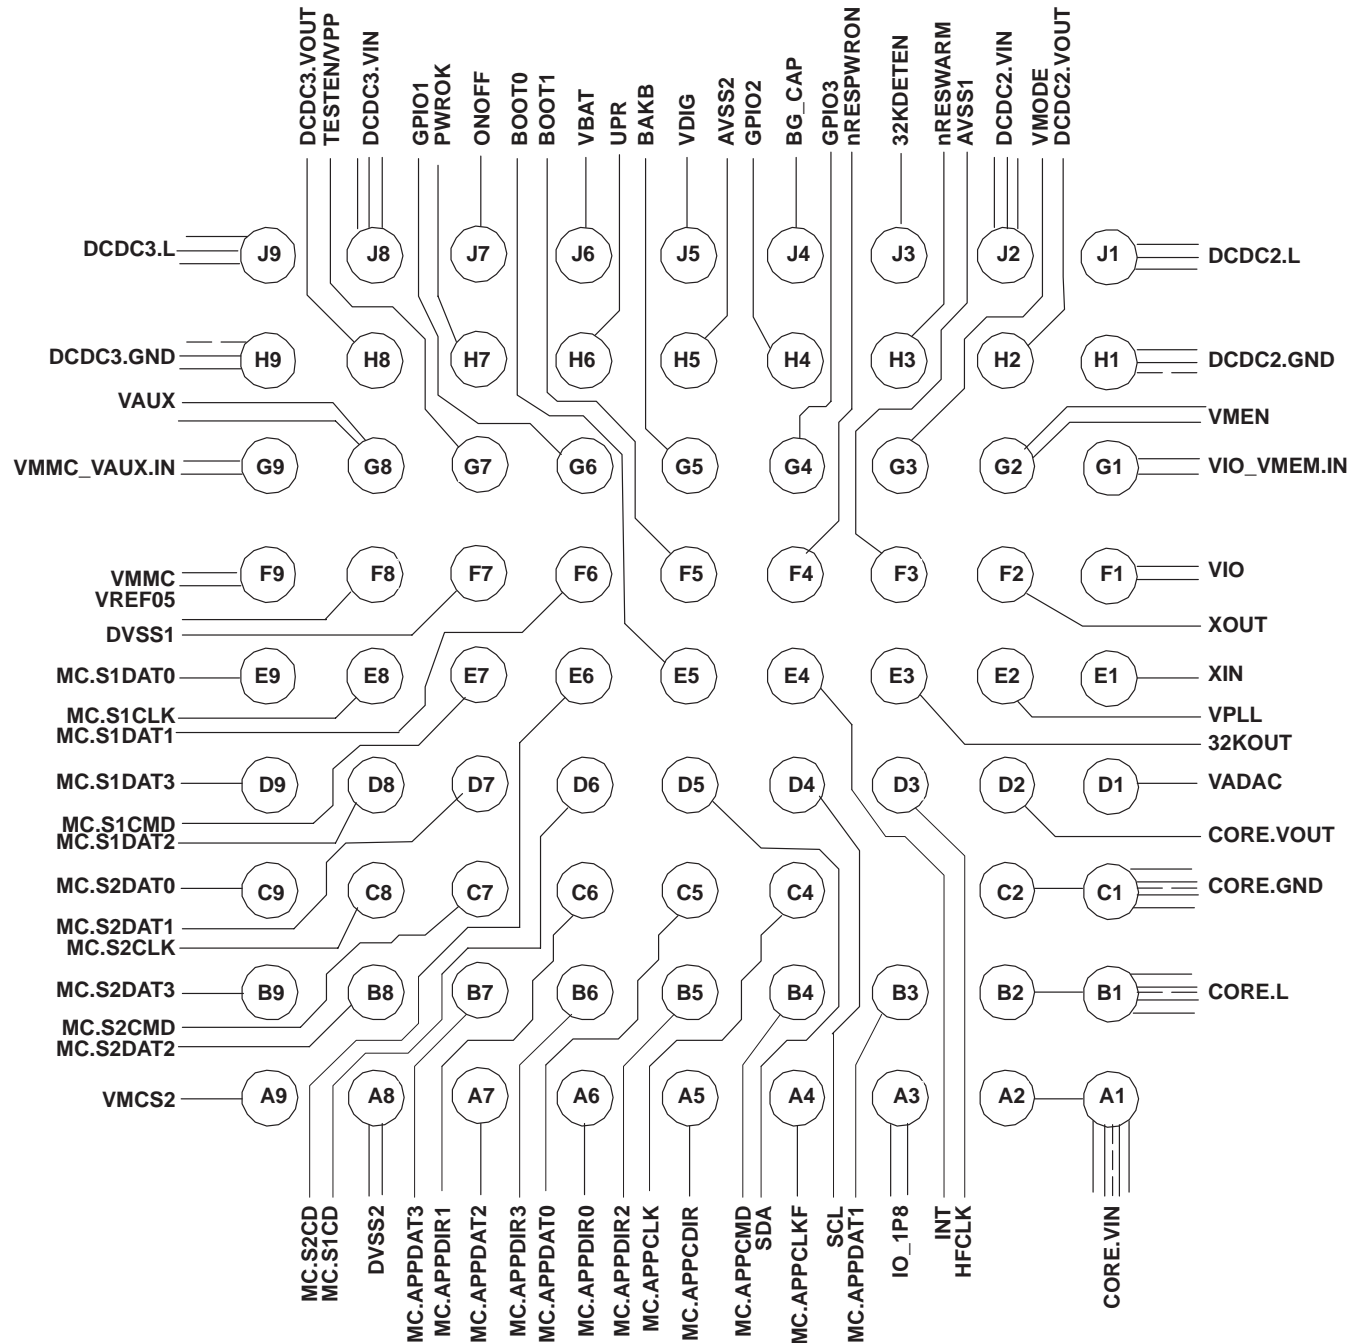 DCDC3.VOUT
TESTEN/VPP
DCDC3.VIN
GPIO1
PWROK
ONOFF
BOOT0
BOOT1
VBAT
UPR
BAKB
VDIG
AVSS2
GPIO2
BG_CAP
GPIO3
nRESPWRON
32KDETEN
nRESWARM
AVSS1
DCDC2.VIN
VMODE
DCDC2.VOUT
DCDC3.L J9 J8 J7 J6 J5 J4 J3 J2 J1 DCDC2.L
DCDC3.GND H9 H8 H7 H6 H5 H4 H3 H2 H1 DCDC2.GND
VAUX
VMEN
VMMC_VAUX.IN G9 G8 G7 G6 G5 G4 G3 G2 G1 VIO_VMEM.IN
VMMC F9 F8 F7 F6 F5 F4 F3 F2 F1 VIO
VREF05
XOUT
DVSS1
MC.S1DAT0 E9 E8 E7 E6 E5 E4 E3 E2 E1 XIN
MC.S1CLK
VPLL
MC.S1DAT1
32KOUT
MC.S1DAT3 D9 D8 D7 D6 D5 D4 D3 D2 D1 VADAC
MC.S1CMD
MC.S1DAT2
CORE.VOUT
MC.S2DAT0 C9 C8 C7 C6 C5 C4 C2 C1 CORE.GND
MC.S2DAT1
MC.S2CLK
MC.S2DAT3 B9 B8 B7 B6 B5 B4 B3 B2 B1 CORE.L
MC.S2CMD
MC.S2DAT2
VMCS2 A9 A8 A7 A6 A5 A4 A3 A2 A1
MC.S2CD
MC.S1CD
DVSS2
MC.APPDAT3
MC.APPDIR1
MC.APPDAT2
MC.APPDIR3
MC.APPDAT0
MC.APPDIR0
MC.APPDIR2
MC.APPCLK
MC.APPCDIR
MC.APPCMD
SDA
MC.APPCLKF
SCL
MC.APPDAT1
IO_1P8
INT
HFCLK
CORE.VIN